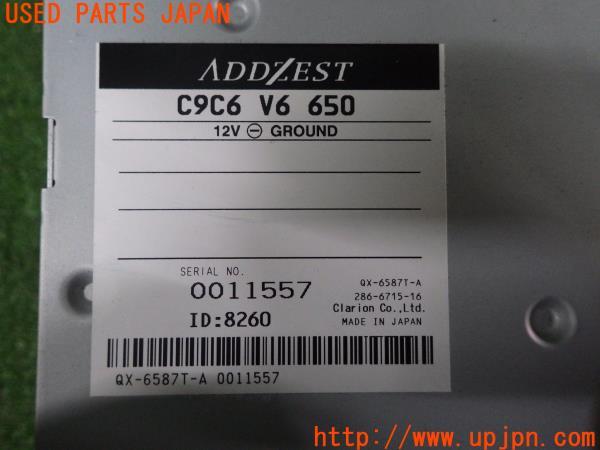 USED PARTS JAPAN
ADDZEST
C9C6 V6 650
12V ⊖ GROUND
SERIAL NO.
0011557
ID:8260
QX-6587T-A
286-6715-16
Clarion Co.,Ltd.
MADE IN JAPAN
QX-6587T-A 0011557
U-PARTS
http://www.upjpn.com